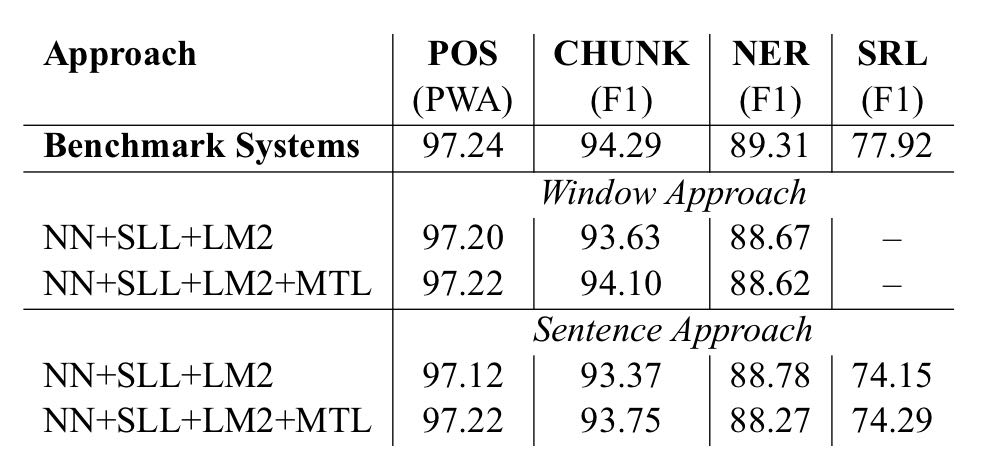 Approach POS CHUNK NER SRL
(PWA) (F1) (F1) (F1)
Benchmark Systems 97.24 94.29 89.31 77.92
Window Approach
NN+SLL+LM2 97.20 93.63 88.67 –
NN+SLL+LM2+MTL 97.22 94.10 88.62 –
Sentence Approach
NN+SLL+LM2 97.12 93.37 88.78 74.15
NN+SLL+LM2+MTL 97.22 93.75 88.27 74.29